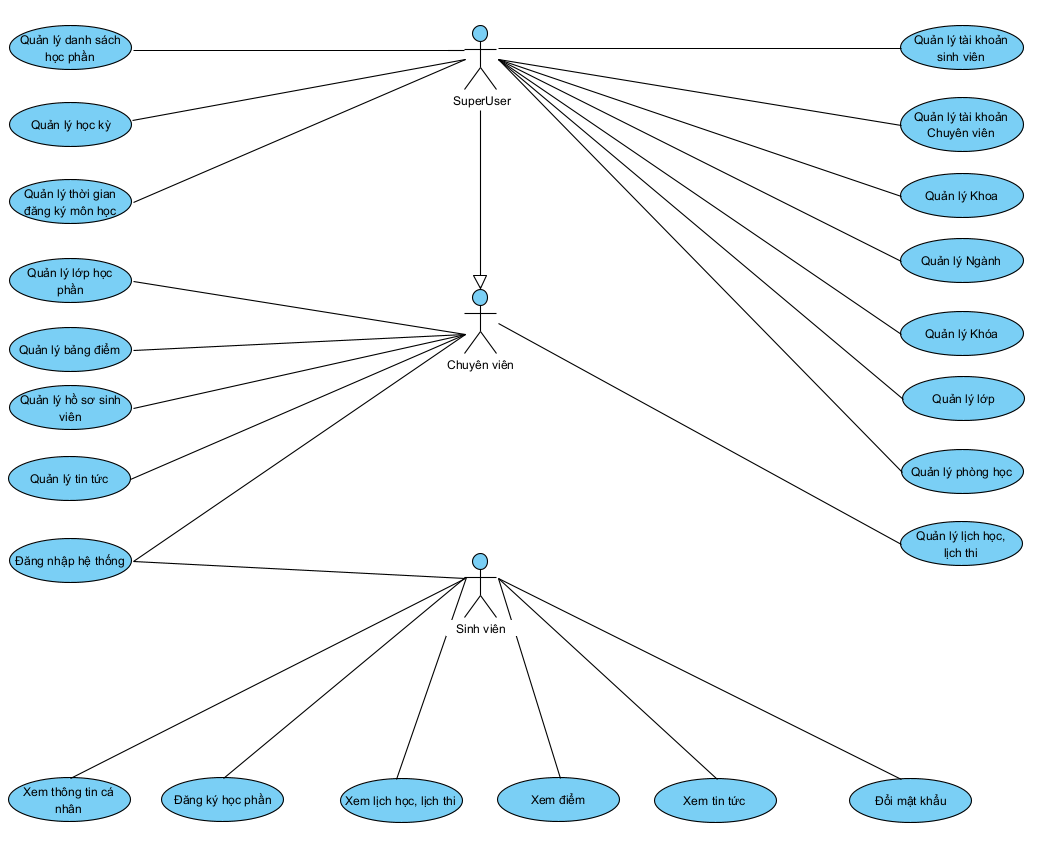 Quản lý danh sách
học phần
Quản lý tài khoản
sinh viên
SuperUser
Quản lý học kỳ
Quản lý tài khoản
Chuyên viên
Quản lý thời gian
đăng ký môn học
Quản lý Khoa
Quản lý Ngành
Quản lý lớp học
phần
Quản lý Khóa
Quản lý bảng điểm
Chuyên viên
Quản lý hồ sơ sinh
viên
Quản lý lớp
Quản lý tin tức
Quản lý phòng học
Quản lý lịch học,
lịch thi
Đăng nhập hệ thống
Sinh viên
Xem thông tin cá
nhân
Đăng ký học phần
Xem lịch học, lịch thi
Xem điểm
Xem tin tức
Đổi mật khẩu